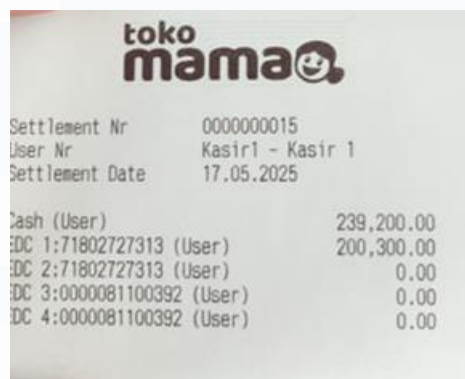 toko
mama
Settlement Nr 0000000015
User Nr Kasir1 - Kasir 1
Settlement Date 17.05.2025
Cash (User) 239,200.00
EDC 1:71802727313 (User) 200,300.00
EDC 2:71802727313 (User) 0.00
EDC 3:0000081100392 (User) 0.00
EDC 4:0000081100392 (User) 0.00